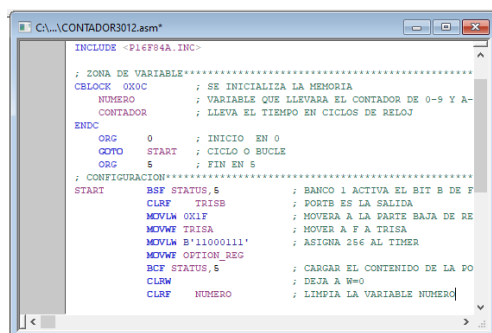 C:\...\CONTADOR3012.asm*
INCLUDE <P16F84A.INC>
; ZONA DE VARIABLE************************************************
CBLOCK 0X0C ; SE INICIALIZA LA MEMORIA
NUMERO ; VARIABLE QUE LLEVARA EL CONTADOR DE 0-9 Y A-
CONTADOR ; LLEVA EL TIEMPO EN CICLOS DE RELOJ
ENDC
ORG 0 ; INICIO EN 0
GOTO START ; CICLO O BUCLE
ORG 5 ; FIN EN 5
; CONFIGURACION***************************************************
START BSF STATUS,5 ; BANCO 1 ACTIVA EL BIT B DE F
CLRF TRISB ; PORTB ES LA SALIDA
MOVLW 0X1F ; MOVERA A LA PARTE BAJA DE RE
MOVWF TRISA ; MOVER A F A TRISA
MOVLW B'11000111' ; ASIGNA 256 AL TIMER
MOVWF OPTION_REG
BCF STATUS,5 ; CARGAR EL CONTENIDO DE LA PO
CLRW ; DEJA A W=0
CLRF NUMERO ; LIMPIA LA VARIABLE NUMERO